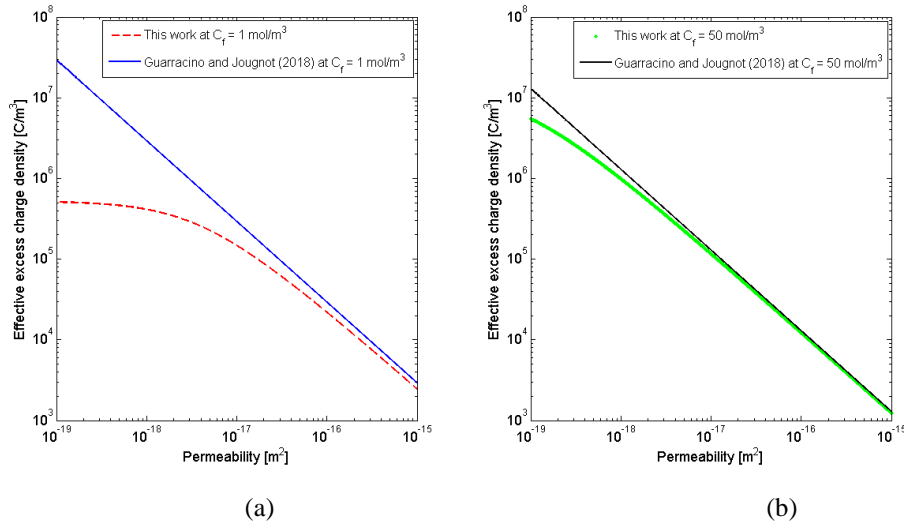 10^8
10^7
10^6
10^5
10^4
10^3
Effective excess charge density [C/m^3]
This work at C_f = 1 mol/m^3
Guarracino and Jougnot (2018) at C_f = 1 mol/m^3
10^-19
10^-18
10^-17
10^-16
10^-15
Permeability [m^2]
(a)
10^8
10^7
10^6
10^5
10^4
10^3
Effective excess charge density [C/m^3]
This work at C_f = 50 mol/m^3
Guarracino and Jougnot (2018) at C_f = 50 mol/m^3
10^-19
10^-18
10^-17
10^-16
10^-15
Permeability [m^2]
(b)